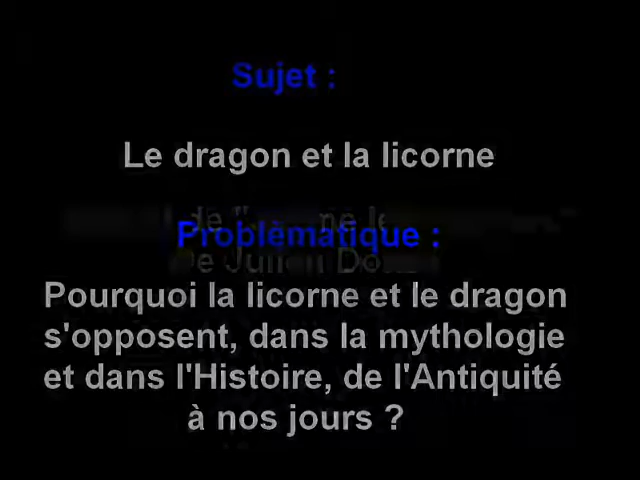 Sujet :
Le dragon et la licorne
Problèmatique :
Pourquoi la licorne et le dragon
s'opposent, dans la mythologie
et dans l'Histoire, de l'Antiquité
à nos jours ?